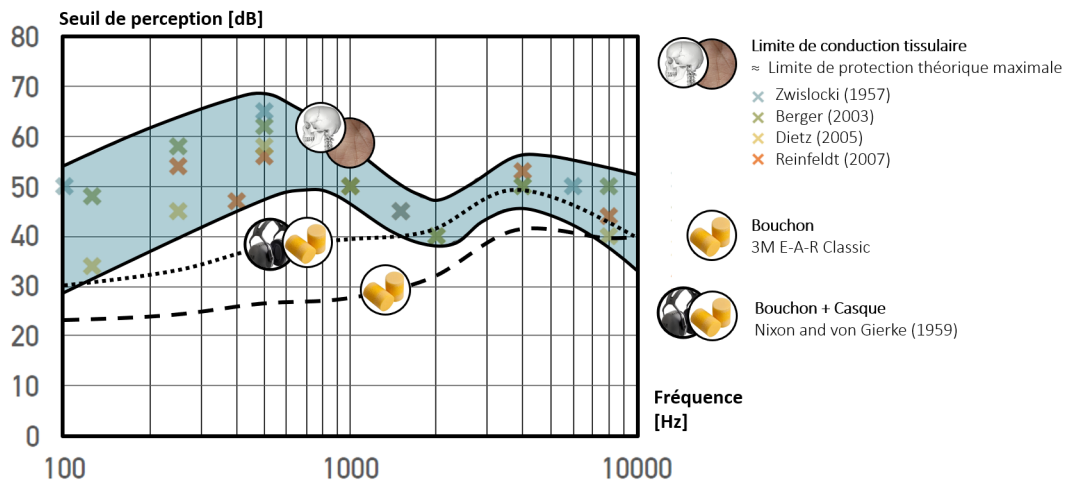 Seuil de perception [dB]
80
70
60
50
40
30
20
10
0
100
1000
10000
Fréquence
[Hz]
Limite de conduction tissulaire
≈ Limite de protection théorique maximale
Zwislocki (1957)
Berger (2003)
Dietz (2005)
Reinfeldt (2007)
Bouchon
3M E-A-R Classic
Bouchon + Casque
Nixon and von Gierke (1959)